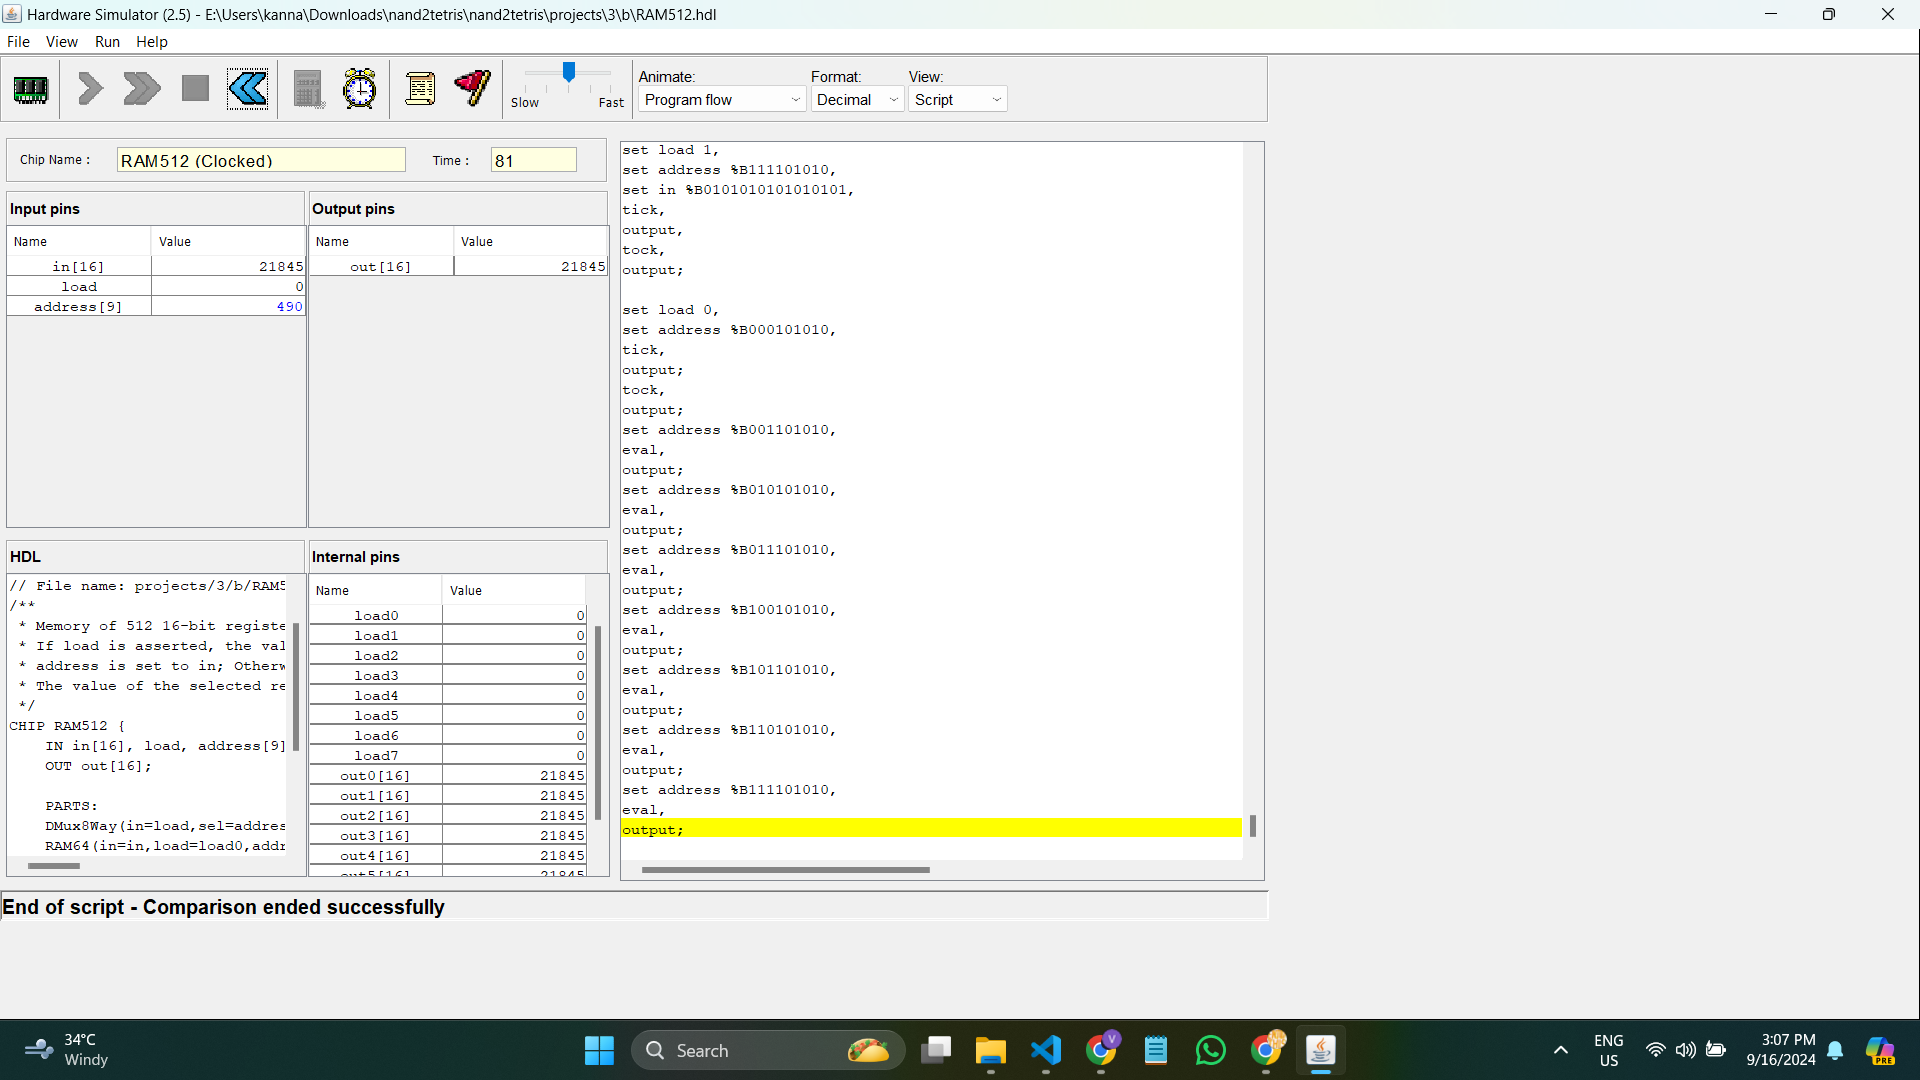 Hardware Simulator (2.5) - E:\Users\kanna\Downloads\nand2tetris\nand2tetris\projects\3\b\RAM512.hdl
File View Run Help
Slow Fast
Animate: Format: View:
Program flow Decimal Script
Chip Name : RAM512 (Clocked) Time : 81
Input pins
Name Value
in[16] 21845
load 0
address[9] 490
Output pins
Name Value
out[16] 21845
HDL
// File name: projects/3/b/RAM5
/**
* Memory of 512 16-bit registe
* If load is asserted, the val
* address is set to in; Otherw
* The value of the selected re
*/
CHIP RAM512 {
IN in[16], load, address[9]
OUT out[16];
PARTS:
DMux8Way(in=load,sel=addres
RAM64(in=in,load=load0,addr
Internal pins
Name Value
load0 0
load1 0
load2 0
load3 0
load4 0
load5 0
load6 0
load7 0
out0[16] 21845
out1[16] 21845
out2[16] 21845
out3[16] 21845
out4[16] 21845
out5[16] 21845
set load 1,
set address %B111101010,
set in %B0101010101010101,
tick,
output,
tock,
output;
set load 0,
set address %B000101010,
tick,
output;
tock,
output;
set address %B001101010,
eval,
output;
set address %B010101010,
eval,
output;
set address %B011101010,
eval,
output;
set address %B100101010,
eval,
output;
set address %B101101010,
eval,
output;
set address %B110101010,
eval,
output;
set address %B111101010,
eval,
output;
End of script - Comparison ended successfully
34°C
Windy
Search
V
ENG
US
3:07 PM
9/16/2024
PRE